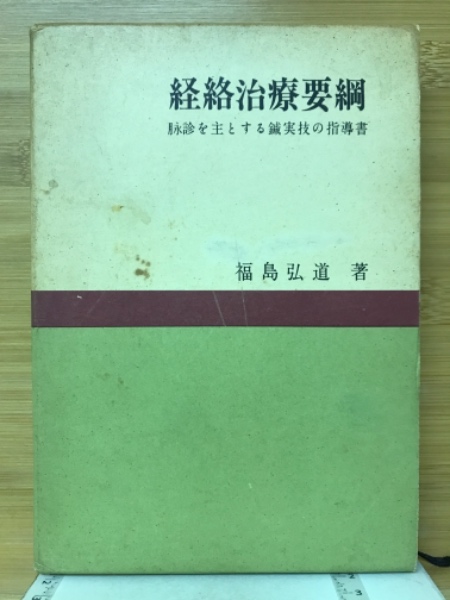 経絡治療要綱
脉診を主とする鍼実技の指導書
福島弘道 著